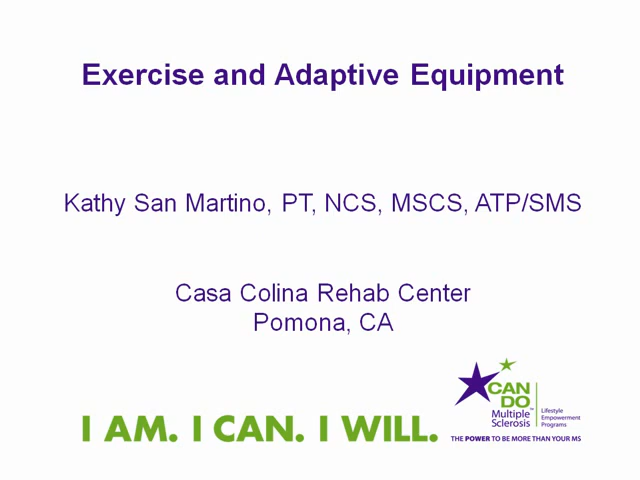 Exercise and Adaptive Equipment
Kathy San Martino, PT, NCS, MSCS, ATP/SMS
Casa Colina Rehab Center
Pomona, CA
I AM. I CAN. I WILL.
CAN
DO™
Multiple
Sclerosis
Lifestyle
Empowerment
Programs
THE POWER TO BE MORE THAN YOUR MS